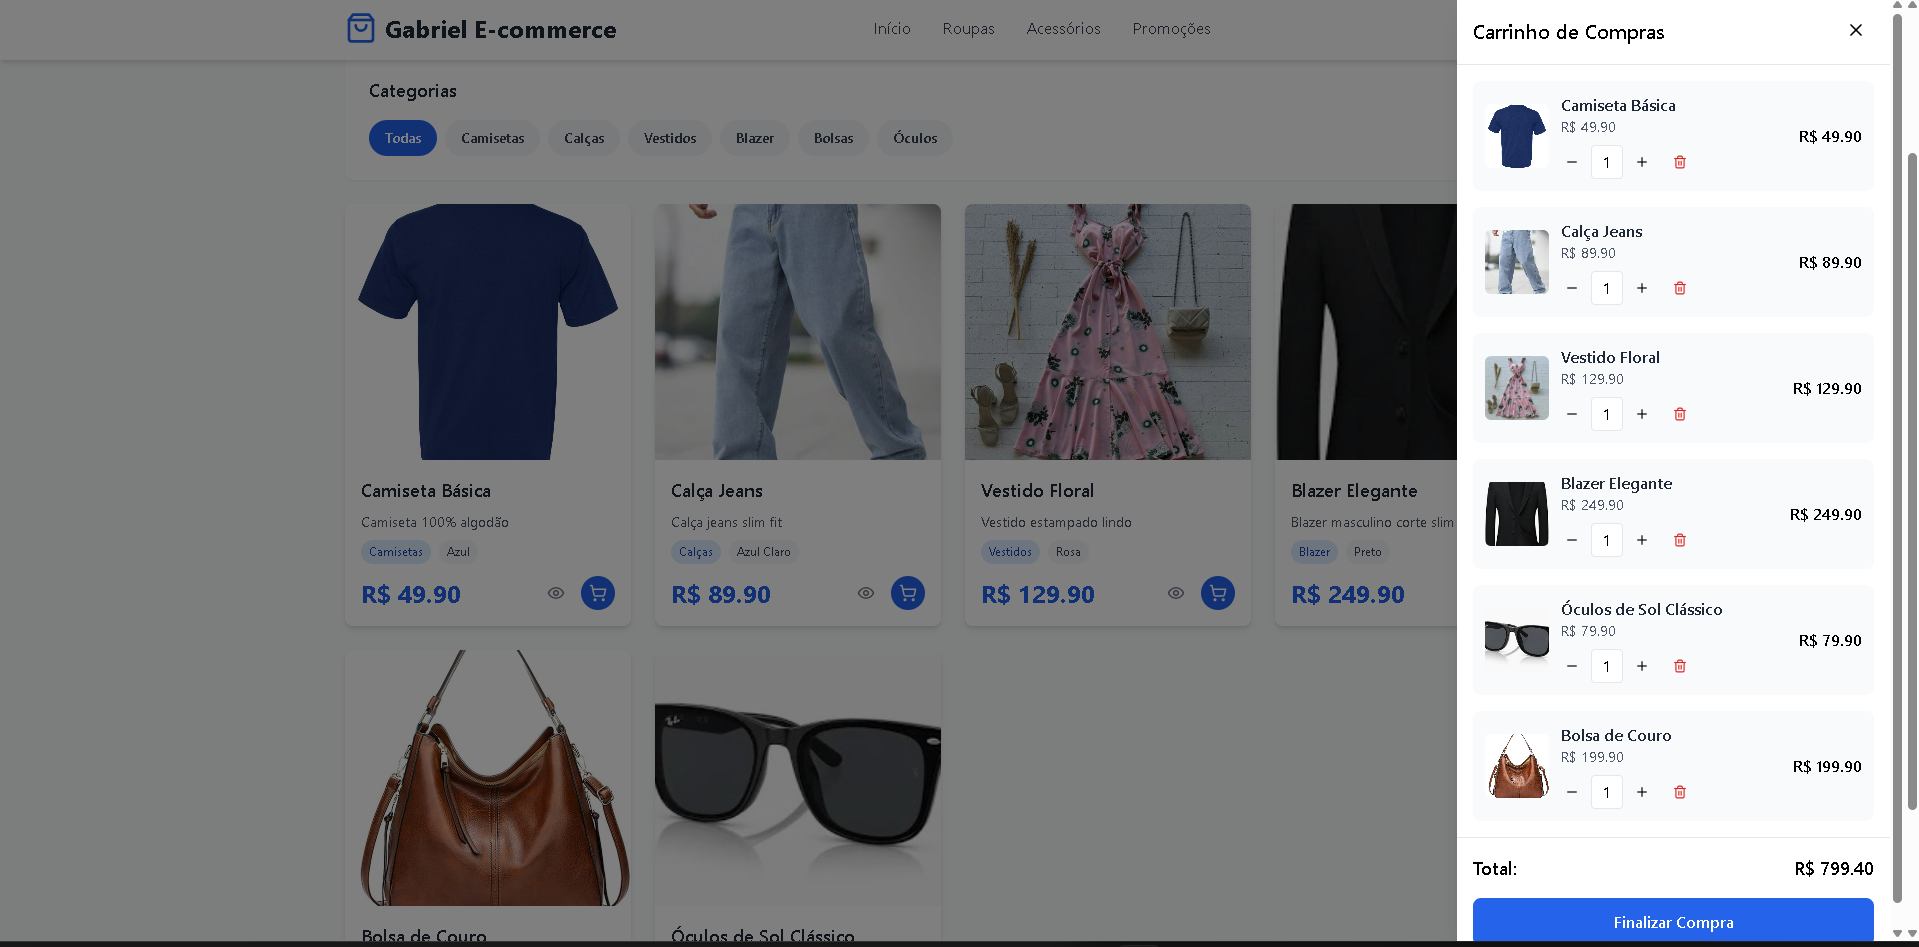 Gabriel E-commerce
Início
Roupas
Acessórios
Promoções
Categorias
Todas
Camisetas
Calças
Vestidos
Blazer
Bolsas
Óculos
Camiseta Básica
Camiseta 100% algodão
Camisetas
Azul
R$ 49.90
Calça Jeans
Calça jeans slim fit
Calças
Azul Claro
R$ 89.90
Vestido Floral
Vestido estampado lindo
Vestidos
Rosa
R$ 129.90
Blazer Elegante
Blazer masculino corte slim
Blazer
Preto
R$ 249.90
Bolsa de Couro
Óculos de Sol Clássico
Carrinho de Compras
Camiseta Básica
R$ 49.90
1
R$ 49.90
Calça Jeans
R$ 89.90
1
R$ 89.90
Vestido Floral
R$ 129.90
1
R$ 129.90
Blazer Elegante
R$ 249.90
1
R$ 249.90
Óculos de Sol Clássico
R$ 79.90
1
R$ 79.90
Bolsa de Couro
R$ 199.90
1
R$ 199.90
Total:
R$ 799.40
Finalizar Compra